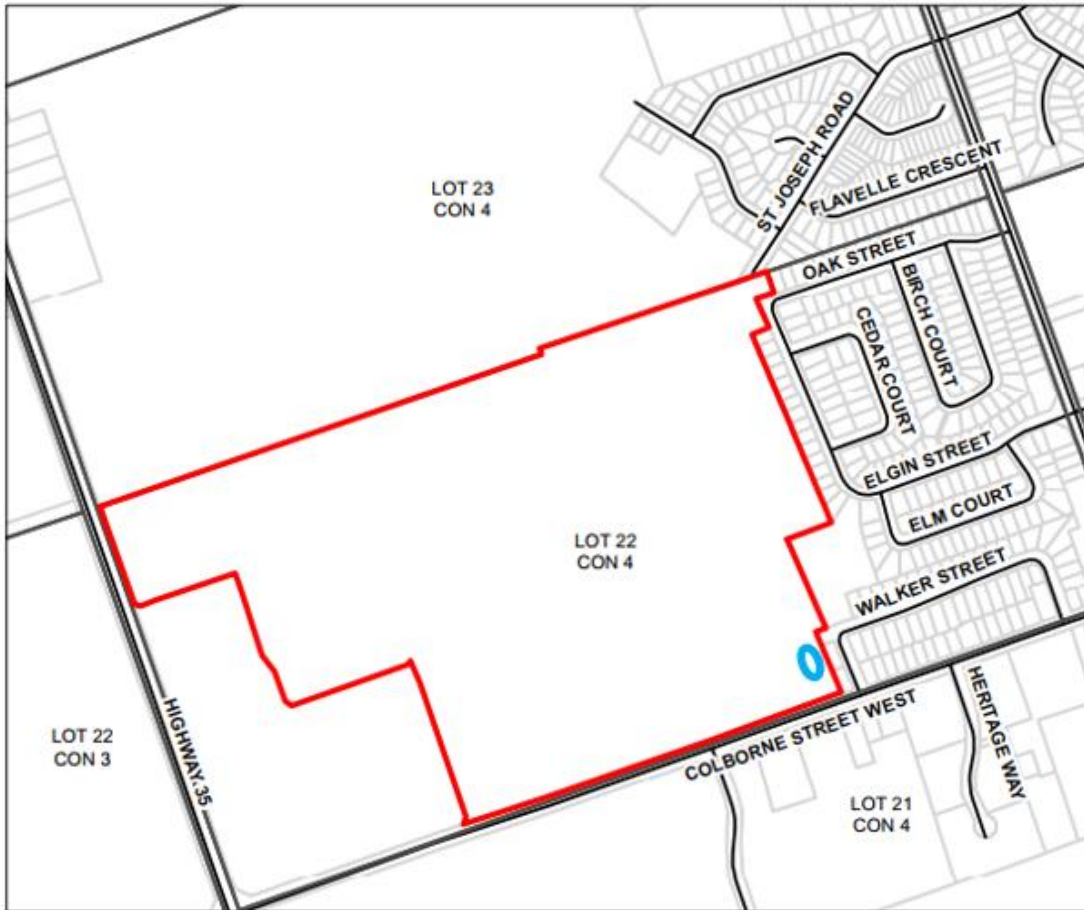 LOT 23
CON 4
ST JOSEPH ROAD
FLAVELLE CRESCENT
OAK STREET
BIRCH COURT
CEDAR COURT
ELGIN STREET
ELM COURT
LOT 22
CON 4
WALKER STREET
HIGHWAY 35
LOT 22
CON 3
COLBORNE STREET WEST
HERITAGE WAY
LOT 21
CON 4